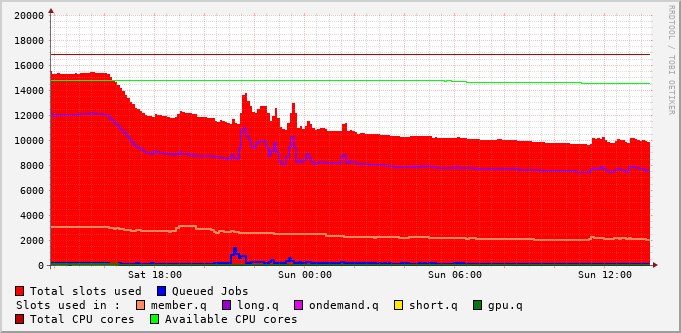 20000
18000
16000
14000
12000
10000
8000
6000
4000
2000
0
Sat 18:00 Sun 00:00 Sun 06:00 Sun 12:00
RRDTOOL / TOBI OETIKER
Total slots used Queued Jobs
Slots used in : member.q long.q ondemand.q short.q gpu.q
Total CPU cores Available CPU cores